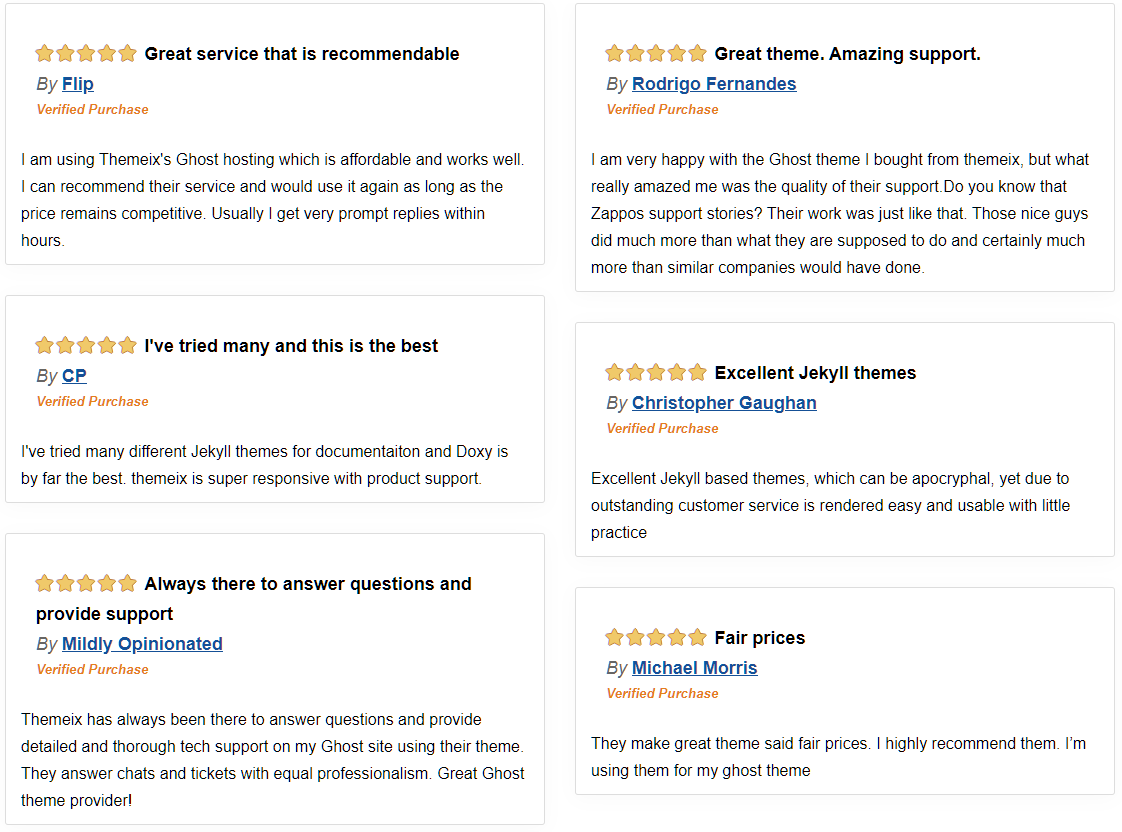 Great service that is recommendable
By Flip
Verified Purchase
I am using Themeix's Ghost hosting which is affordable and works well.
I can recommend their service and would use it again as long as the
price remains competitive. Usually I get very prompt replies within
hours.
I've tried many and this is the best
By CP
Verified Purchase
I've tried many different Jekyll themes for documentaiton and Doxy is
by far the best. themeix is super responsive with product support.
Always there to answer questions and
provide support
By Mildly Opinionated
Verified Purchase
Themeix has always been there to answer questions and provide
detailed and thorough tech support on my Ghost site using their theme.
They answer chats and tickets with equal professionalism. Great Ghost
theme provider!
Great theme. Amazing support.
By Rodrigo Fernandes
Verified Purchase
I am very happy with the Ghost theme I bought from themeix, but what
really amazed me was the quality of their support.Do you know that
Zappos support stories? Their work was just like that. Those nice guys
did much more than what they are supposed to do and certainly much
more than similar companies would have done.
Excellent Jekyll themes
By Christopher Gaughan
Verified Purchase
Excellent Jekyll based themes, which can be apocryphal, yet due to
outstanding customer service is rendered easy and usable with little
practice
Fair prices
By Michael Morris
Verified Purchase
They make great theme said fair prices. I highly recommend them. I’m
using them for my ghost theme